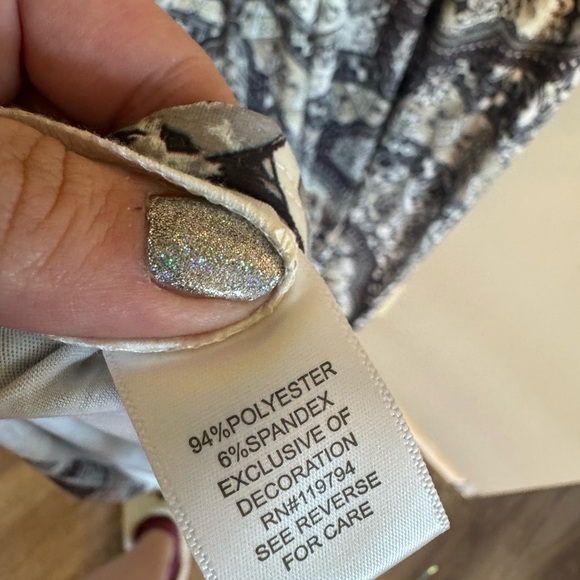 94%POLYESTER
6%SPANDEX
EXCLUSIVE OF
DECORATION
RN#119794
SEE REVERSE
FOR CARE